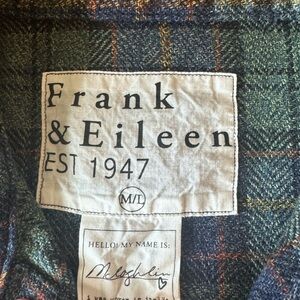 Frank
& Eileen
EST 1947
M/L
HELLO! MY NAME IS: